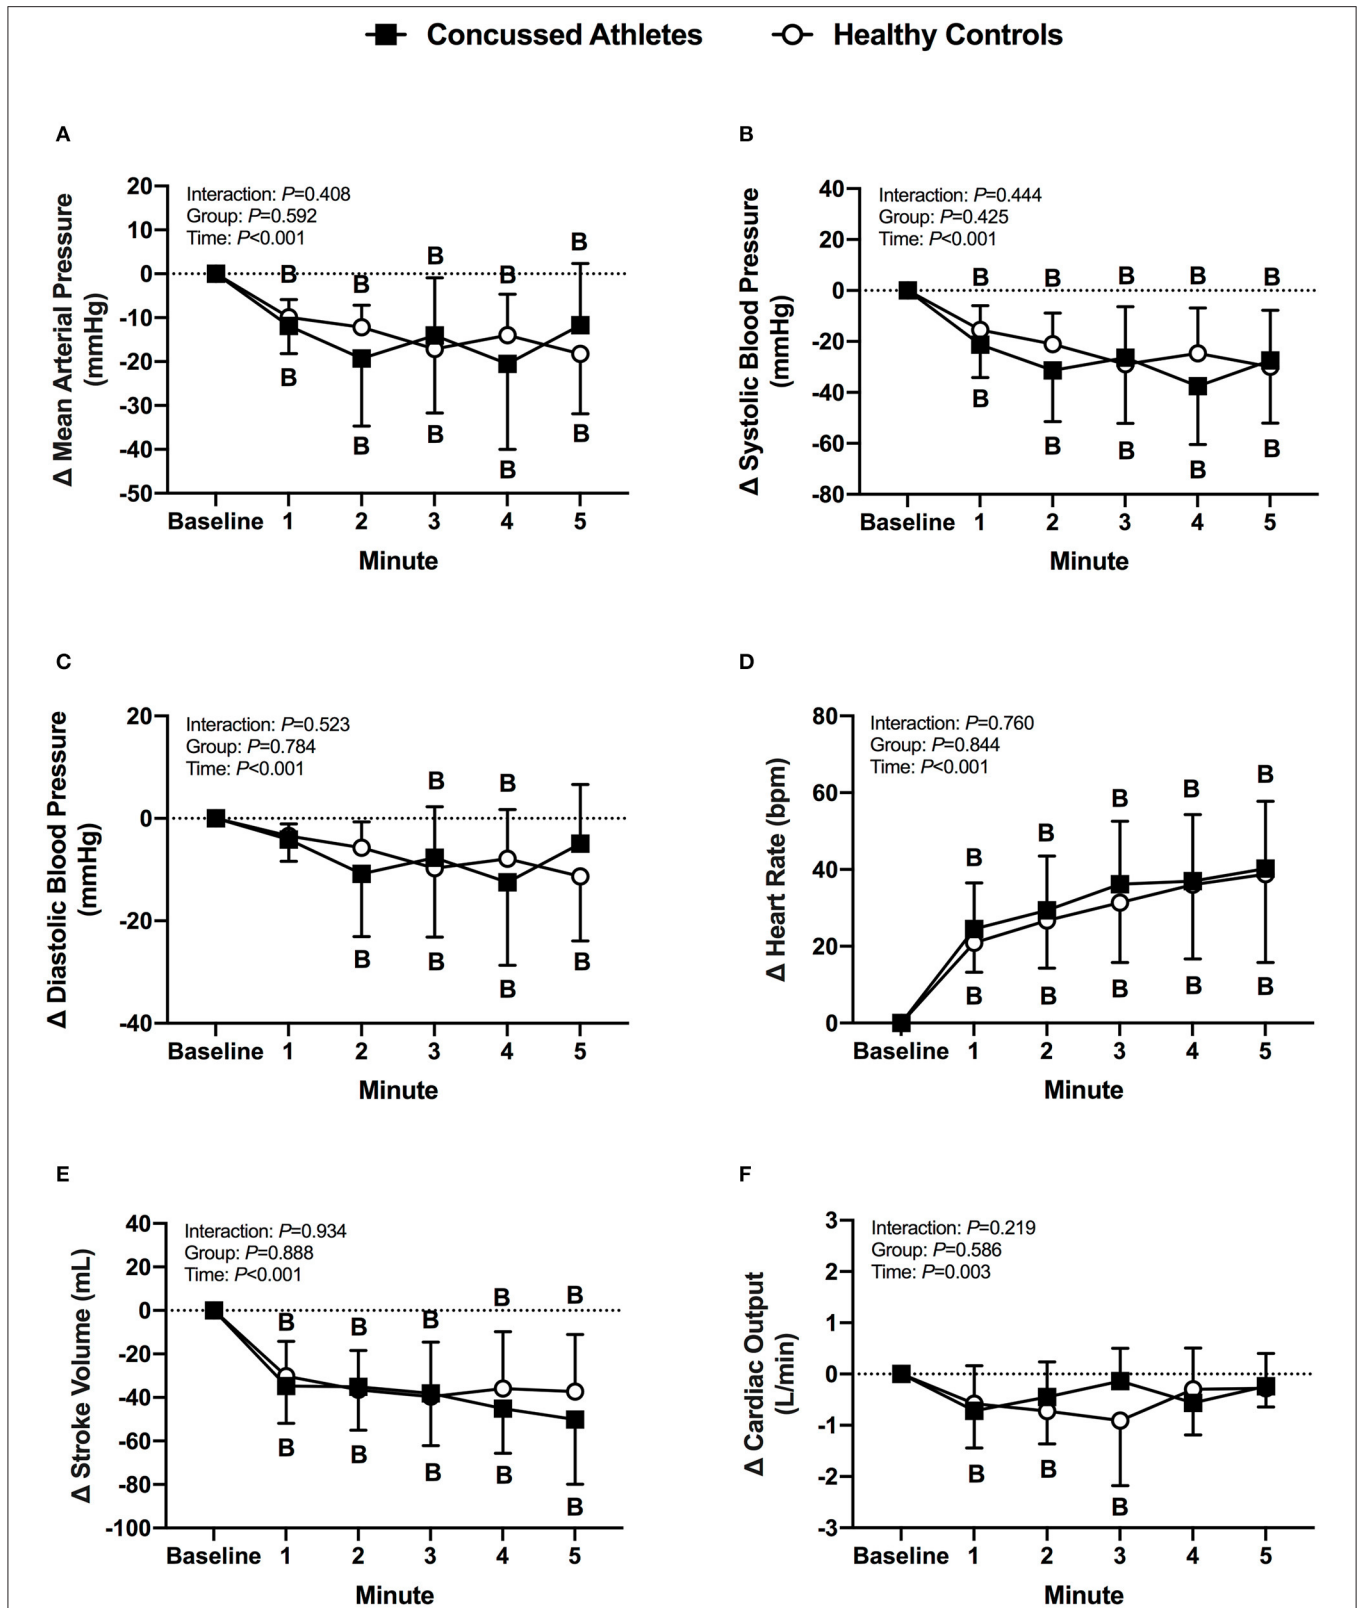 Concussed Athletes Healthy Controls
A
Δ Mean Arterial Pressure
(mmHg)
20
10
0
-10
-20
-30
-40
-50
Interaction: P=0.408
Group: P=0.592
Time: P<0.001
B B B B B
B B B B B
Baseline 1 2 3 4 5
Minute
B
Δ Systolic Blood Pressure
(mmHg)
40
20
0
-20
-40
-60
-80
Interaction: P=0.444
Group: P=0.425
Time: P<0.001
B B B B B
B B B B B
Baseline 1 2 3 4 5
Minute
C
Δ Diastolic Blood Pressure
(mmHg)
20
0
-20
-40
Interaction: P=0.523
Group: P=0.784
Time: P<0.001
B B
B B B B
Baseline 1 2 3 4 5
Minute
D
Δ Heart Rate (bpm)
80
60
40
20
0
Interaction: P=0.760
Group: P=0.844
Time: P<0.001
B B B B B
B B B B B
Baseline 1 2 3 4 5
Minute
E
Δ Stroke Volume (mL)
40
20
0
-20
-40
-60
-80
-100
Interaction: P=0.934
Group: P=0.888
Time: P<0.001
B B B B B
B B B B B
Baseline 1 2 3 4 5
Minute
F
Δ Cardiac Output
(L/min)
3
2
1
0
-1
-2
-3
Interaction: P=0.219
Group: P=0.586
Time: P=0.003
B B B
Baseline 1 2 3 4 5
Minute